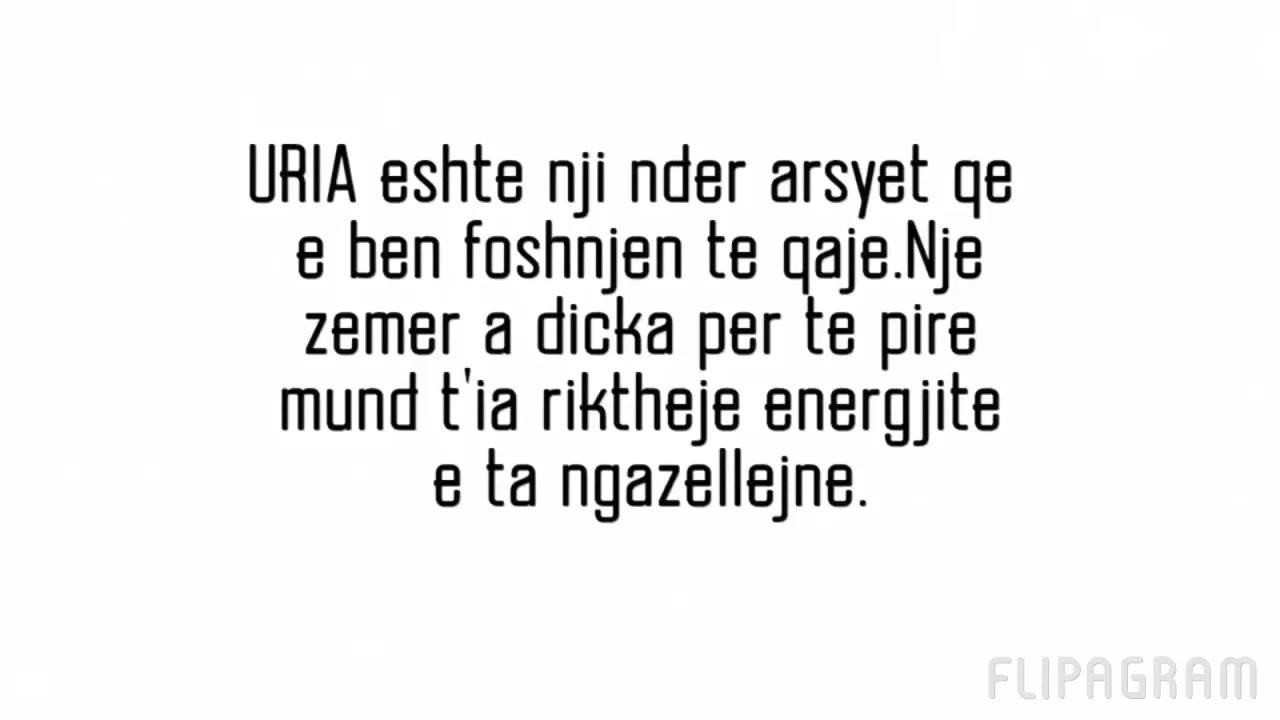 URIA eshte nji nder arsyet qe
e ben foshnjen te qaje.Nje
zemer a dicka per te pire
mund t'ia riktheje energjite
e ta ngazellejne.
FLIPAGRAM